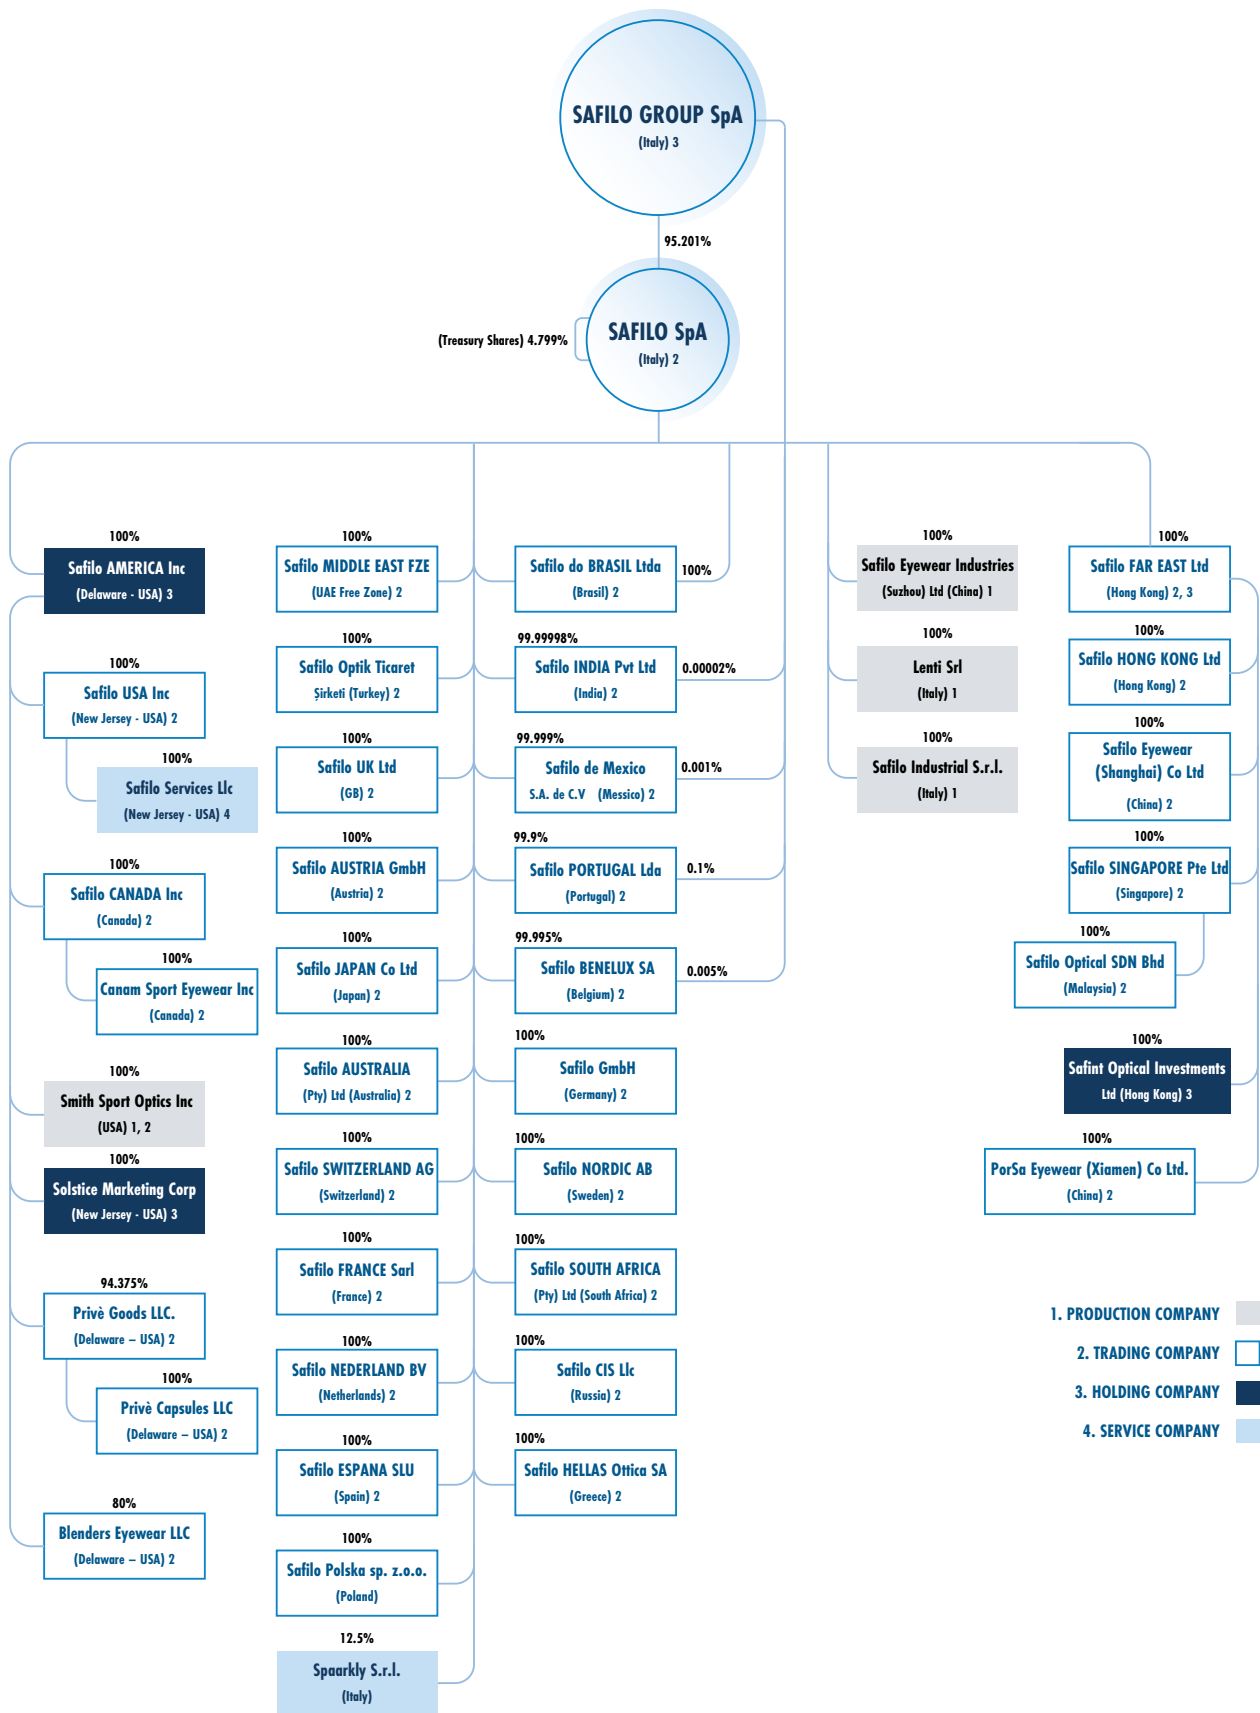 SAFILO GROUP SpA
(Italy) 3
95.201%
(Treasury Shares) 4.799%
SAFILO SpA
(Italy) 2
100%
Safilo AMERICA Inc
(Delaware - USA) 3
100%
Safilo USA Inc
(New Jersey - USA) 2
100%
Safilo Services Llc
(New Jersey - USA) 4
100%
Safilo CANADA Inc
(Canada) 2
100%
Canam Sport Eyewear Inc
(Canada) 2
100%
Smith Sport Optics Inc
(USA) 1, 2
100%
Solstice Marketing Corp
(New Jersey - USA) 3
94.375%
Privè Goods LLC.
(Delaware – USA) 2
100%
Privè Capsules LLC
(Delaware – USA) 2
80%
Blenders Eyewear LLC
(Delaware – USA) 2
100%
Safilo MIDDLE EAST FZE
(UAE Free Zone) 2
100%
Safilo Optik Ticaret
Şirketi (Turkey) 2
100%
Safilo UK Ltd
(GB) 2
100%
Safilo AUSTRIA GmbH
(Austria) 2
100%
Safilo JAPAN Co Ltd
(Japan) 2
100%
Safilo AUSTRALIA
(Pty) Ltd (Australia) 2
100%
Safilo SWITZERLAND AG
(Switzerland) 2
100%
Safilo FRANCE Sarl
(France) 2
100%
Safilo NEDERLAND BV
(Netherlands) 2
100%
Safilo ESPANA SLU
(Spain) 2
100%
Safilo Polska sp. z.o.o.
(Poland)
12.5%
Spaarkly S.r.l.
(Italy)
Safilo do BRASIL Ltda
(Brasil) 2
100%
99.99998%
Safilo INDIA Pvt Ltd
(India) 2
0.00002%
99.999%
Safilo de Mexico
S.A. de C.V (Messico) 2
0.001%
99.9%
Safilo PORTUGAL Lda
(Portugal) 2
0.1%
99.995%
Safilo BENELUX SA
(Belgium) 2
0.005%
100%
Safilo GmbH
(Germany) 2
100%
Safilo NORDIC AB
(Sweden) 2
100%
Safilo SOUTH AFRICA
(Pty) Ltd (South Africa) 2
100%
Safilo CIS Llc
(Russia) 2
100%
Safilo HELLAS Ottica SA
(Greece) 2
100%
Safilo Eyewear Industries
(Suzhou) Ltd (China) 1
100%
Lenti Srl
(Italy) 1
100%
Safilo Industrial S.r.l.
(Italy) 1
100%
Safilo FAR EAST Ltd
(Hong Kong) 2, 3
100%
Safilo HONG KONG Ltd
(Hong Kong) 2
100%
Safilo Eyewear
(Shanghai) Co Ltd
(China) 2
100%
Safilo SINGAPORE Pte Ltd
(Singapore) 2
100%
Safilo Optical SDN Bhd
(Malaysia) 2
100%
Safint Optical Investments
Ltd (Hong Kong) 3
100%
PorSa Eyewear (Xiamen) Co Ltd.
(China) 2
1. PRODUCTION COMPANY
2. TRADING COMPANY
3. HOLDING COMPANY
4. SERVICE COMPANY